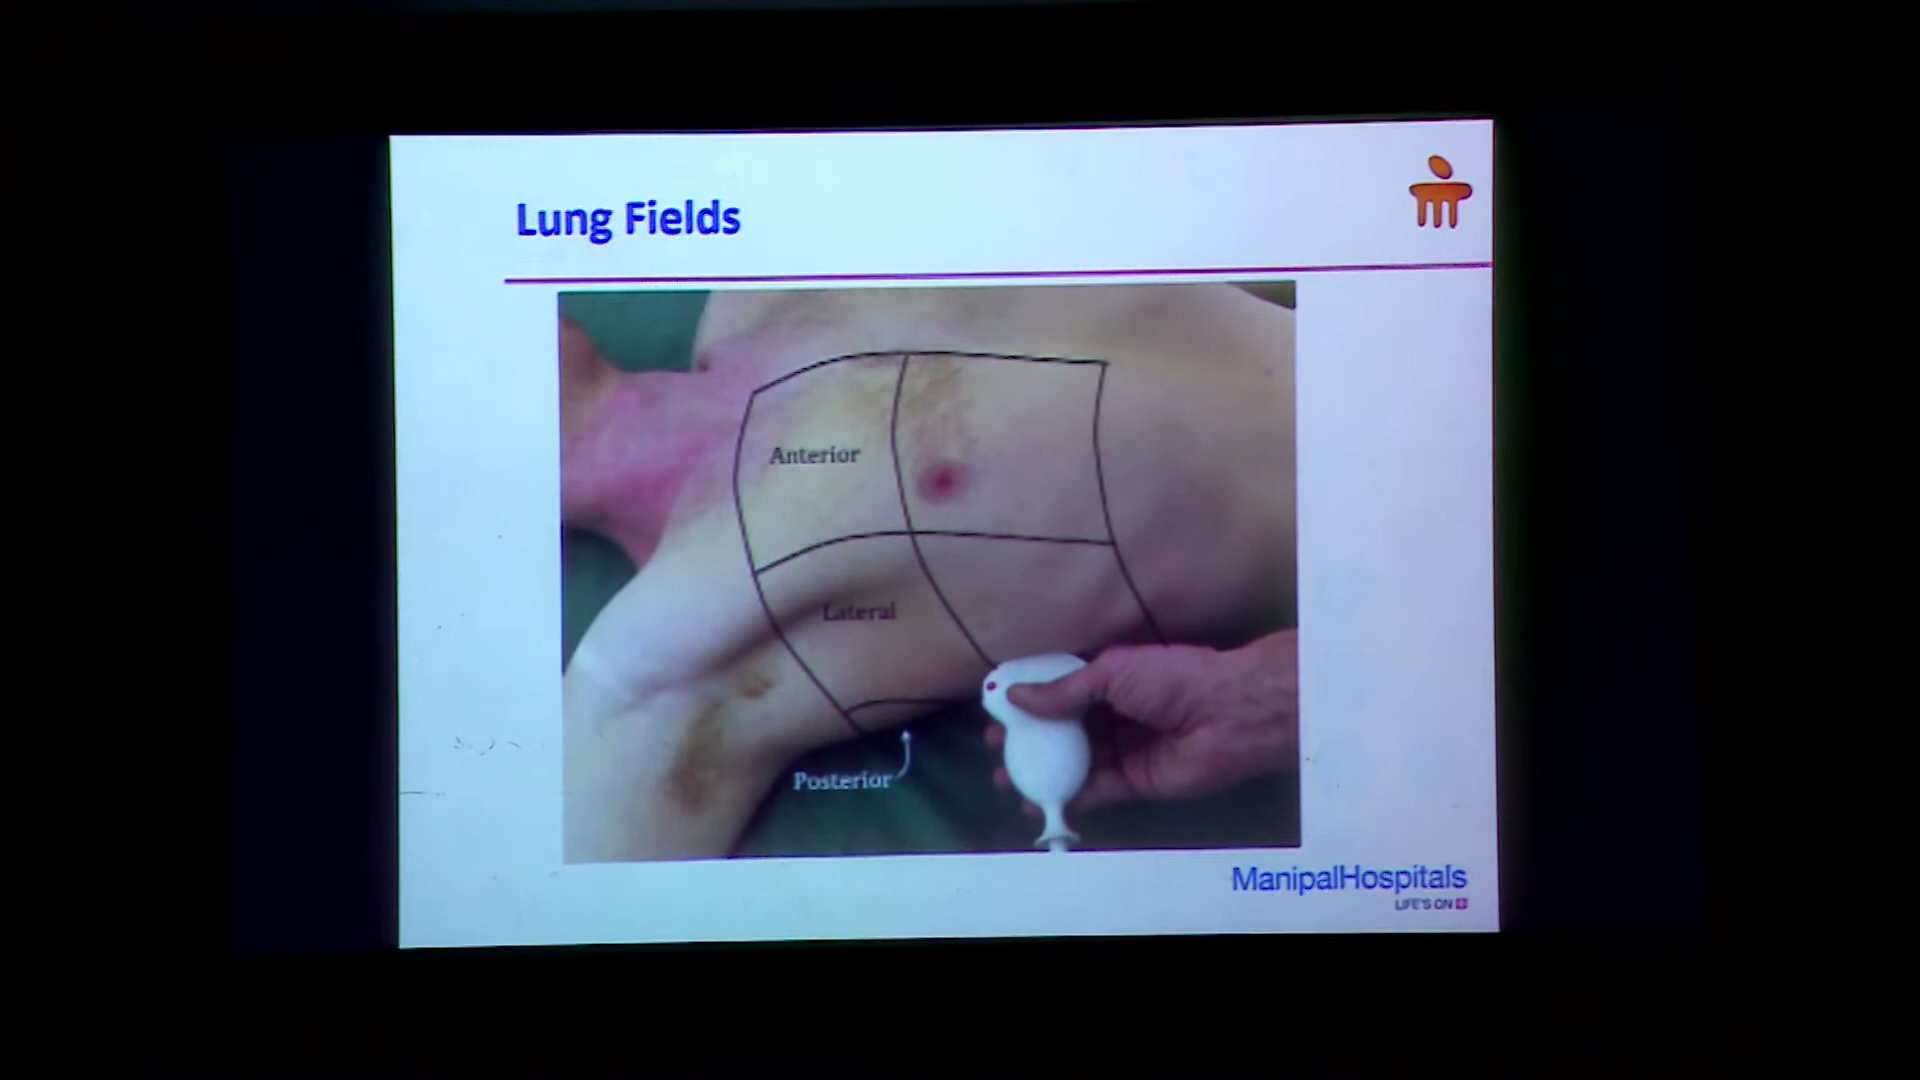 Lung Fields
Anterior
Lateral
Posterior
ManipalHospitals
LIFE'S ON